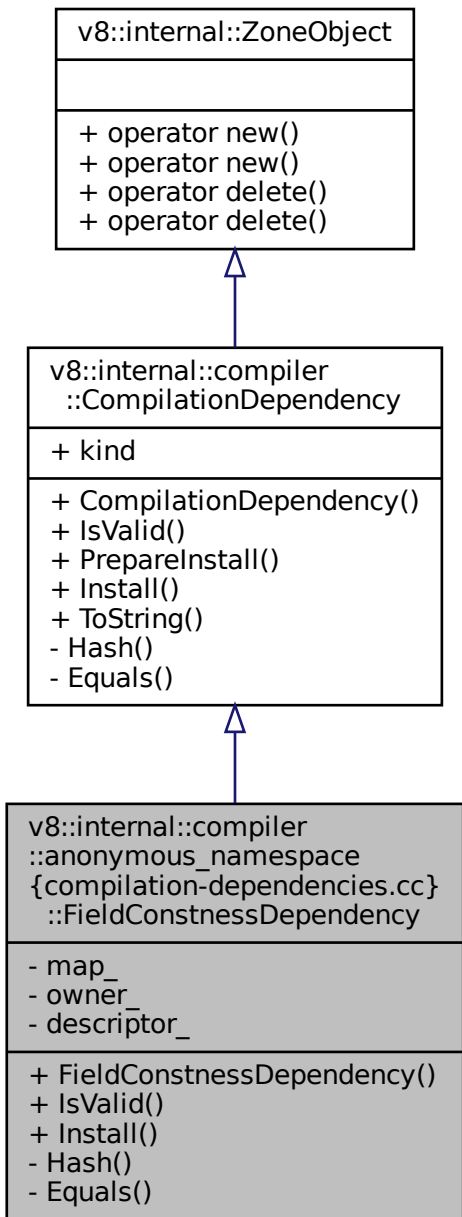 v8::internal::ZoneObject
+ operator new()
+ operator new()
+ operator delete()
+ operator delete()
v8::internal::compiler
::CompilationDependency
+ kind
+ CompilationDependency()
+ IsValid()
+ PrepareInstall()
+ Install()
+ ToString()
- Hash()
- Equals()
v8::internal::compiler
::anonymous_namespace
{compilation-dependencies.cc}
::FieldConstnessDependency
- map_
- owner_
- descriptor_
+ FieldConstnessDependency()
+ IsValid()
+ Install()
- Hash()
- Equals()